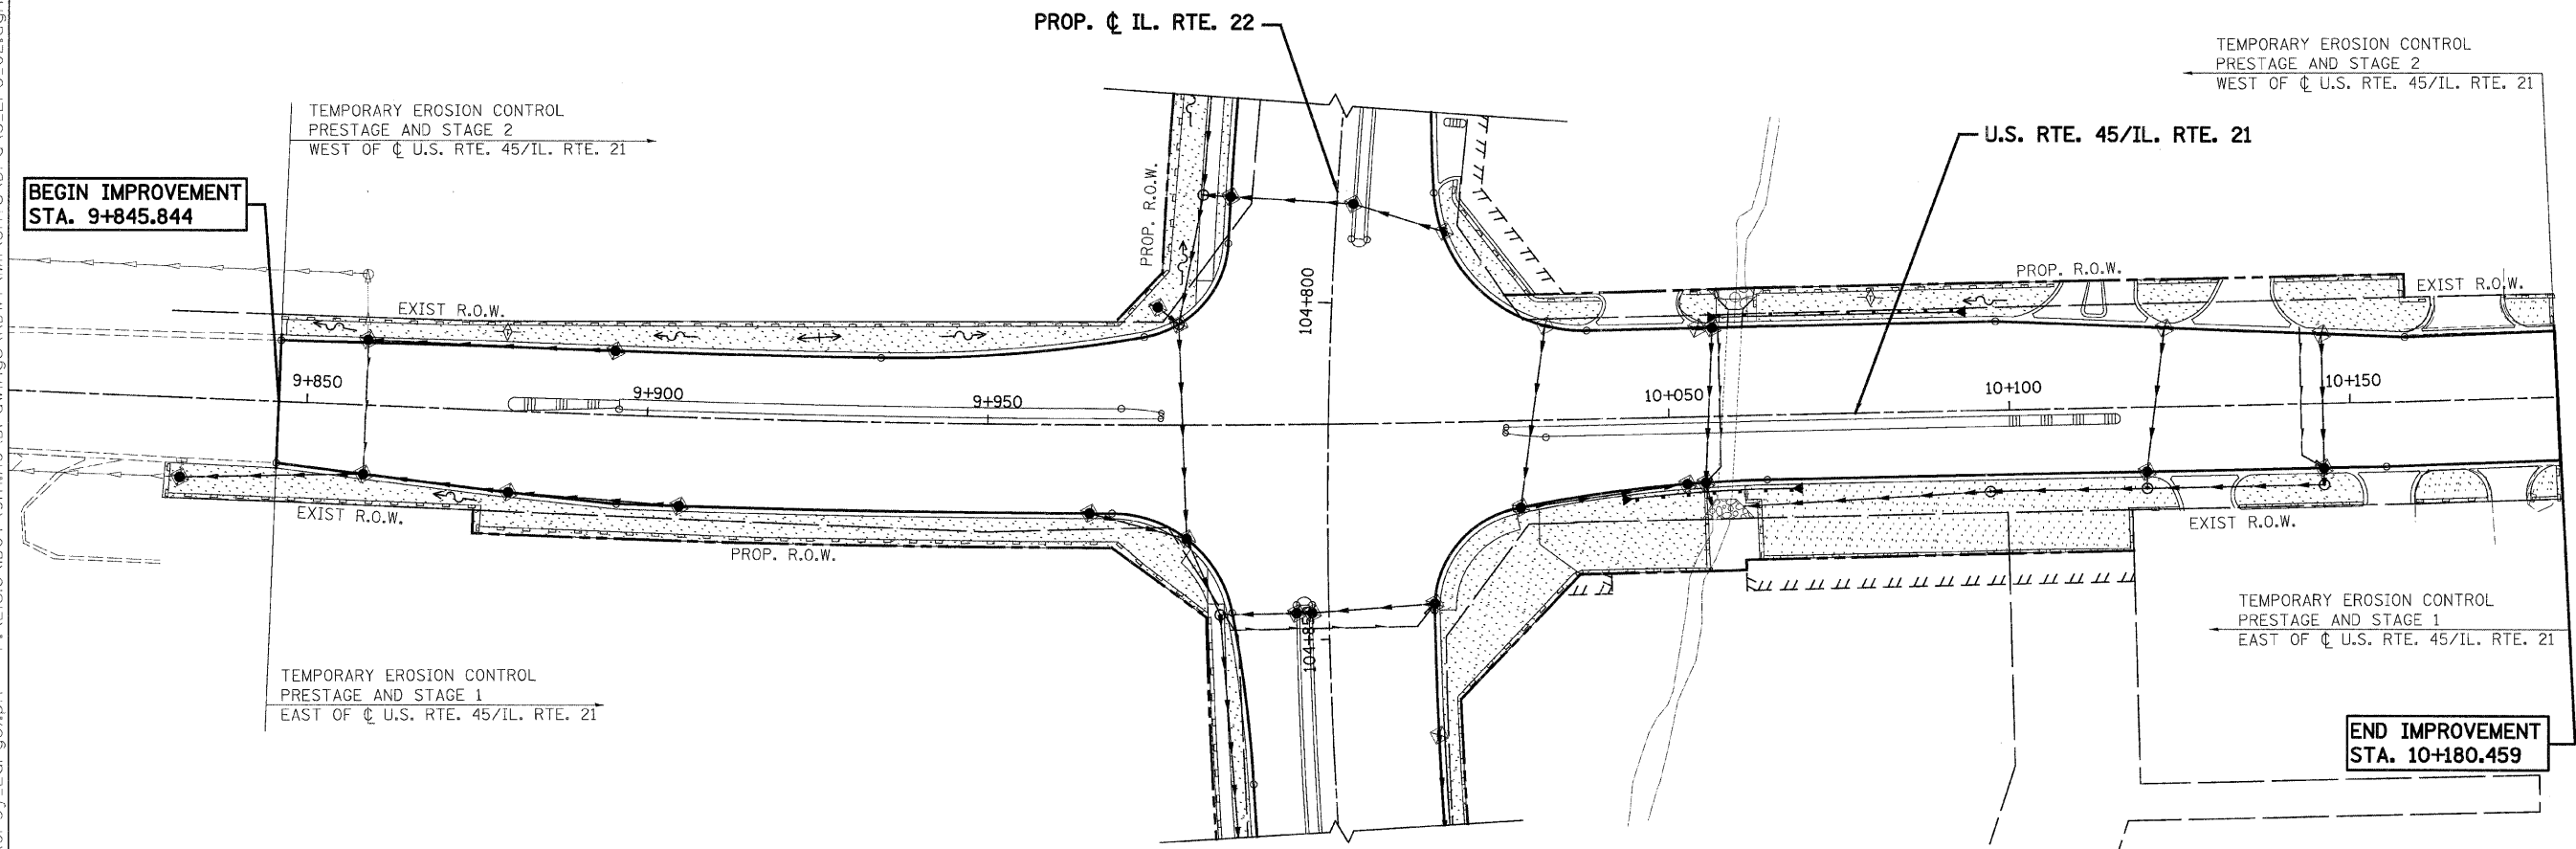 PROP. ℄ IL. RTE. 22
TEMPORARY EROSION CONTROL
PRESTAGE AND STAGE 2
WEST OF ℄ U.S. RTE. 45/IL. RTE. 21
TEMPORARY EROSION CONTROL
PRESTAGE AND STAGE 2
WEST OF ℄ U.S. RTE. 45/IL. RTE. 21
U.S. RTE. 45/IL. RTE. 21
BEGIN IMPROVEMENT
STA. 9+845.844
PROP. R.O.W.
PROP. R.O.W.
EXIST R.O.W.
EXIST R.O.W.
104+800
9+850
9+900
9+950
10+050
10+100
10+150
EXIST R.O.W.
PROP. R.O.W.
EXIST R.O.W.
104+85
TEMPORARY EROSION CONTROL
PRESTAGE AND STAGE 1
EAST OF ℄ U.S. RTE. 45/IL. RTE. 21
TEMPORARY EROSION CONTROL
PRESTAGE AND STAGE 1
EAST OF ℄ U.S. RTE. 45/IL. RTE. 21
END IMPROVEMENT
STA. 10+180.459